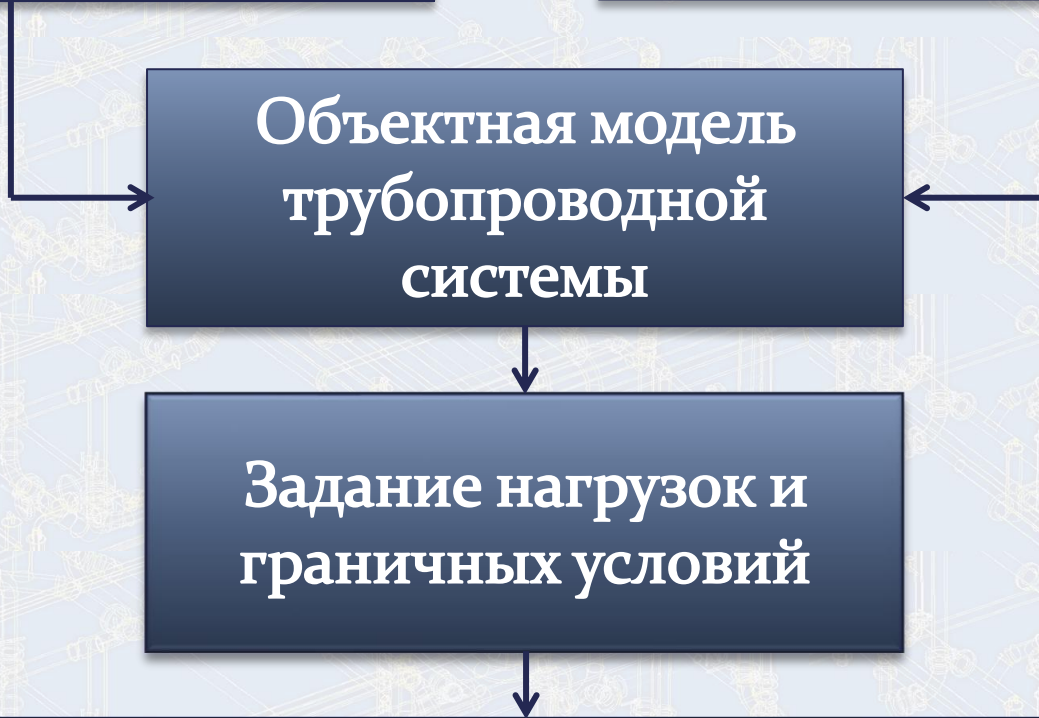 Объектная модель
трубопроводной
системы
Задание нагрузок и
граничных условий